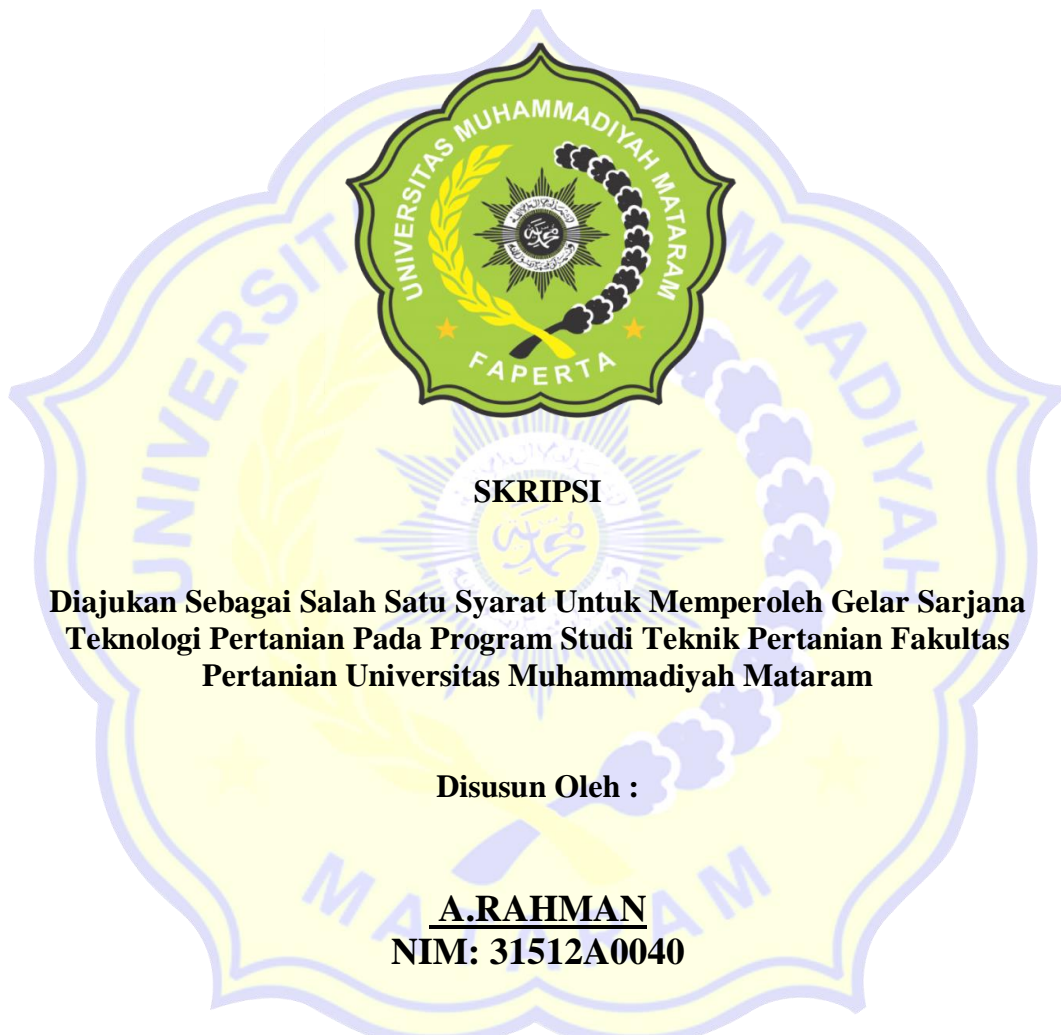 UNIVERSITAS MUHAMMADIYAH MATARAM
FAPERTA
SKRIPSI
Diajukan Sebagai Salah Satu Syarat Untuk Memperoleh Gelar Sarjana
Teknologi Pertanian Pada Program Studi Teknik Pertanian Fakultas
Pertanian Universitas Muhammadiyah Mataram
Disusun Oleh :
A.RAHMAN
NIM: 31512A0040